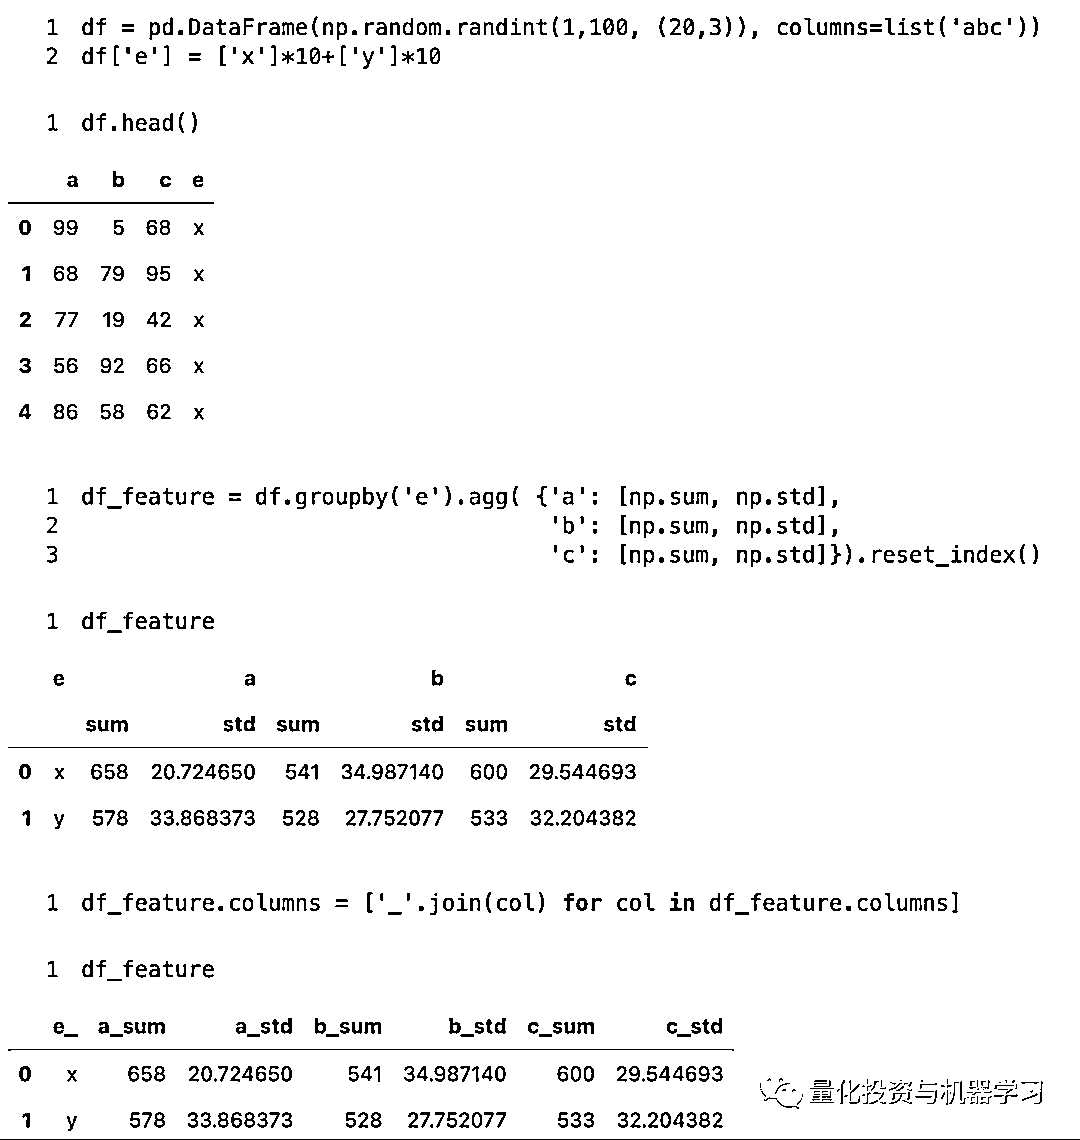 1 df = pd.DataFrame(np.random.randint(1,100, (20,3)), columns=list('abc'))
2 df['e'] = ['x']*10+['y']*10
1 df.head()
a b c e
0 99 5 68 x
1 68 79 95 x
2 77 19 42 x
3 56 92 66 x
4 86 58 62 x
1 df_feature = df.groupby('e').agg( {'a': [np.sum, np.std],
2 'b': [np.sum, np.std],
3 'c': [np.sum, np.std]}).reset_index()
1 df_feature
e a b c
sum std sum std sum std
0 x 658 20.724650 541 34.987140 600 29.544693
1 y 578 33.868373 528 27.752077 533 32.204382
1 df_feature.columns = ['_'.join(col) for col in df_feature.columns]
1 df_feature
e_ a_sum a_std b_sum b_std c_sum c_std
0 x 658 20.724650 541 34.987140 600 29.544693
1 y 578 33.868373 528 27.752077 533 32.204382
量化投资与机器学习